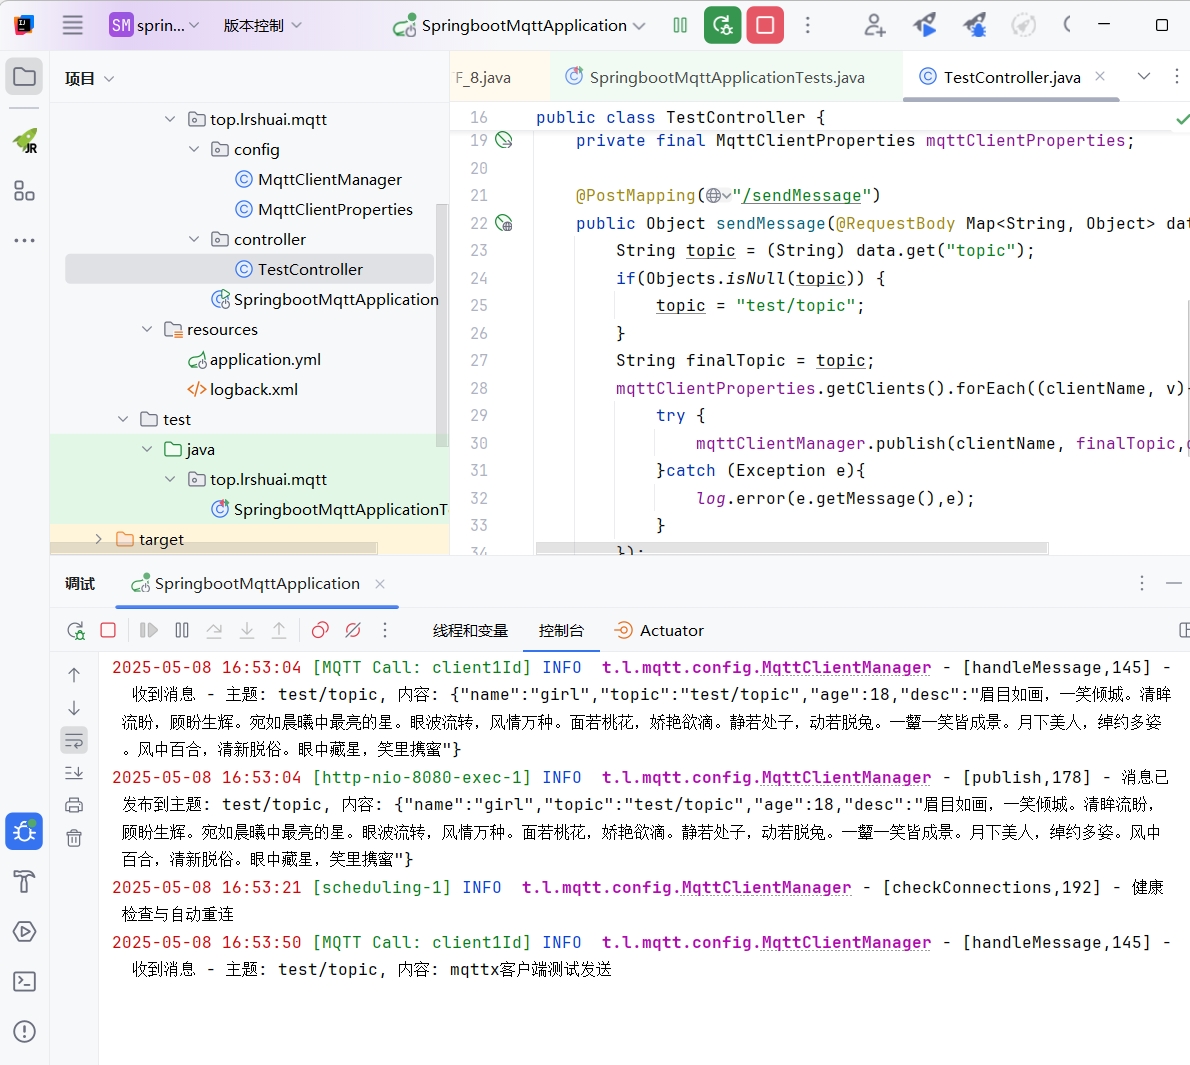 SM sprin... 版本控制 SpringbootMqttApplication
项目
F_8.java SpringbootMqttApplicationTests.java TestController.java
JR
top.lrshuai.mqtt
config
MqttClientManager
MqttClientProperties
controller
TestController
SpringbootMqttApplication
resources
application.yml
logback.xml
test
java
top.lrshuai.mqtt
SpringbootMqttApplicationT
target
16 public class TestController {
19 private final MqttClientProperties mqttClientProperties;
20
21 @PostMapping("/sendMessage")
22 public Object sendMessage(@RequestBody Map<String, Object> dat
23 String topic = (String) data.get("topic");
24 if(Objects.isNull(topic)) {
25 topic = "test/topic";
26 }
27 String finalTopic = topic;
28 mqttClientProperties.getClients().forEach((clientName, v)-
29 try {
30 mqttClientManager.publish(clientName, finalTopic,
31 }catch (Exception e){
32 log.error(e.getMessage(),e);
33 }
34 });
调试 SpringbootMqttApplication
线程和变量 控制台 Actuator
2025-05-08 16:53:04 [MQTT Call: client1Id] INFO t.l.mqtt.config.MqttClientManager - [handleMessage,145] -
收到消息 - 主题: test/topic, 内容: {"name":"girl","topic":"test/topic","age":18,"desc":"眉目如画，一笑倾城。清眸
流盼，顾盼生辉。宛如晨曦中最亮的星。眼波流转，风情万种。面若桃花，娇艳欲滴。静若处子，动若脱兔。一颦一笑皆成景。月下美人，绰约多姿
。风中百合，清新脱俗。眼中藏星，笑里携蜜"}
2025-05-08 16:53:04 [http-nio-8080-exec-1] INFO t.l.mqtt.config.MqttClientManager - [publish,178] - 消息已
发布到主题: test/topic, 内容: {"name":"girl","topic":"test/topic","age":18,"desc":"眉目如画，一笑倾城。清眸流盼，
顾盼生辉。宛如晨曦中最亮的星。眼波流转，风情万种。面若桃花，娇艳欲滴。静若处子，动若脱兔。一颦一笑皆成景。月下美人，绰约多姿。风中
百合，清新脱俗。眼中藏星，笑里携蜜"}
2025-05-08 16:53:21 [scheduling-1] INFO t.l.mqtt.config.MqttClientManager - [checkConnections,192] - 健康
检查与自动重连
2025-05-08 16:53:50 [MQTT Call: client1Id] INFO t.l.mqtt.config.MqttClientManager - [handleMessage,145] -
收到消息 - 主题: test/topic, 内容: mqttx客户端测试发送